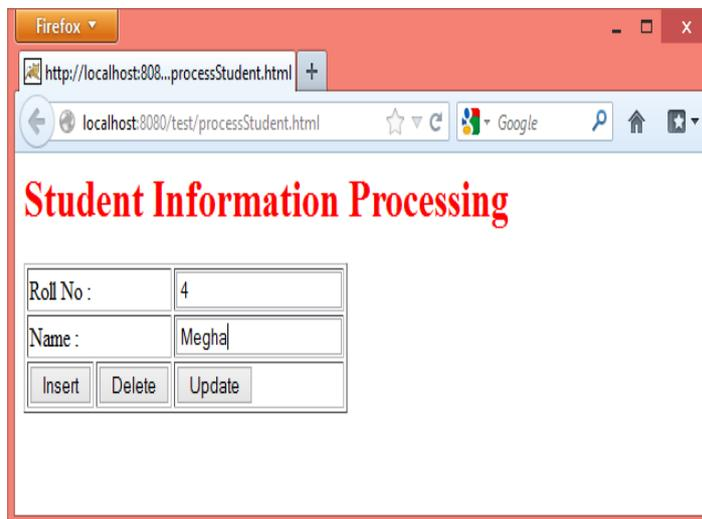 Firefox
http://localhost:808...processStudent.html
localhost:8080/test/processStudent.html
Google
Student Information Processing
Roll No : 4
Name : Megha
Insert Delete Update